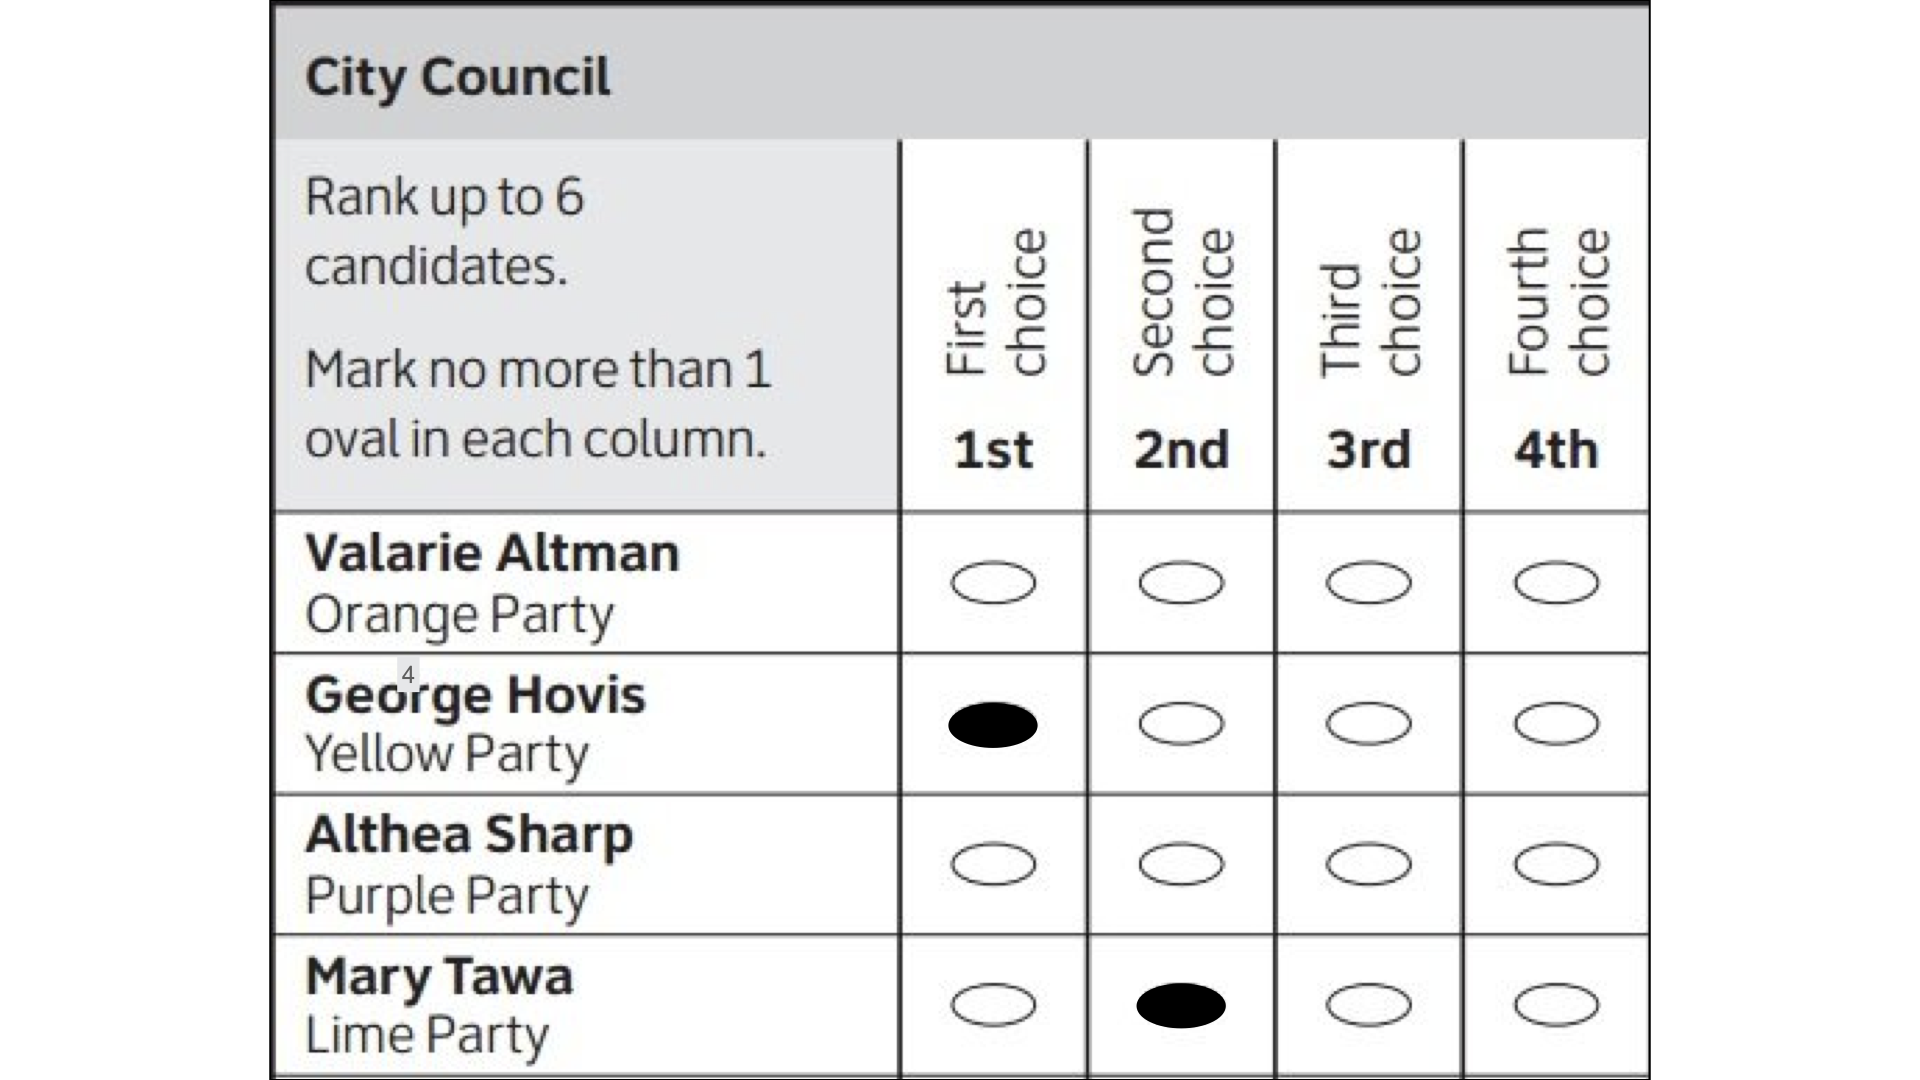 City Council
Rank up to 6
candidates.
Mark no more than 1
oval in each column.
First
choice
1st
Second
choice
2nd
Third
choice
3rd
Fourth
choice
4th
Valarie Altman
Orange Party
4
George Hovis
Yellow Party
Althea Sharp
Purple Party
Mary Tawa
Lime Party